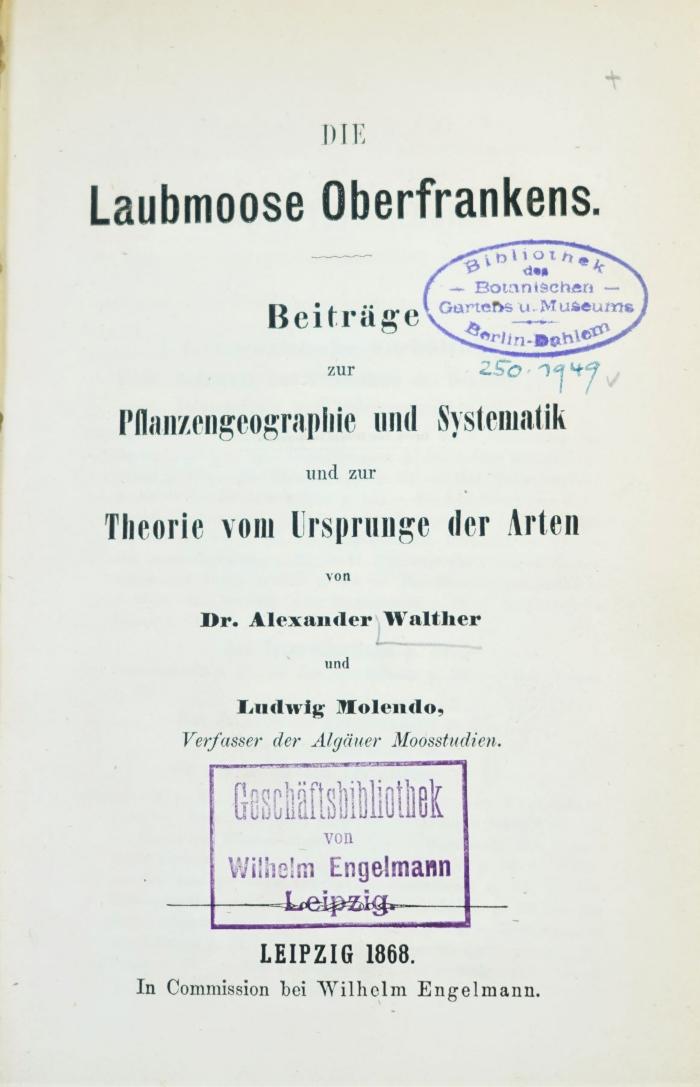 DIE
Laubmoose Oberfrankens.
Bibliothek
des
Botanischen
Gartens u. Museums
Berlin-Dahlem
Beiträge
250.1949
zur
Pflanzengeographie und Systematik
und zur
Theorie vom Ursprunge der Arten
von
Dr. Alexander Walther
und
Ludwig Molendo,
Verfasser der Algäuer Moosstudien.
Geschäftsbibliothek
von
Wilhelm Engelmann
Leipzig.
LEIPZIG 1868.
In Commission bei Wilhelm Engelmann.